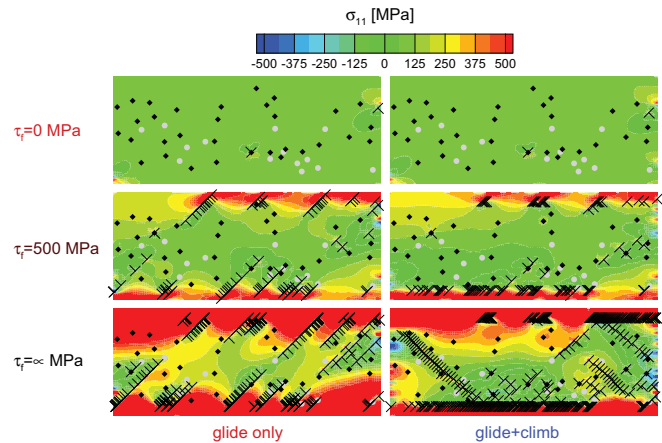 σ11 [MPa]
-500 -375 -250 -125 0 125 250 375 500
τf=0 MPa
τf=500 MPa
τf=∝ MPa
glide only glide+climb